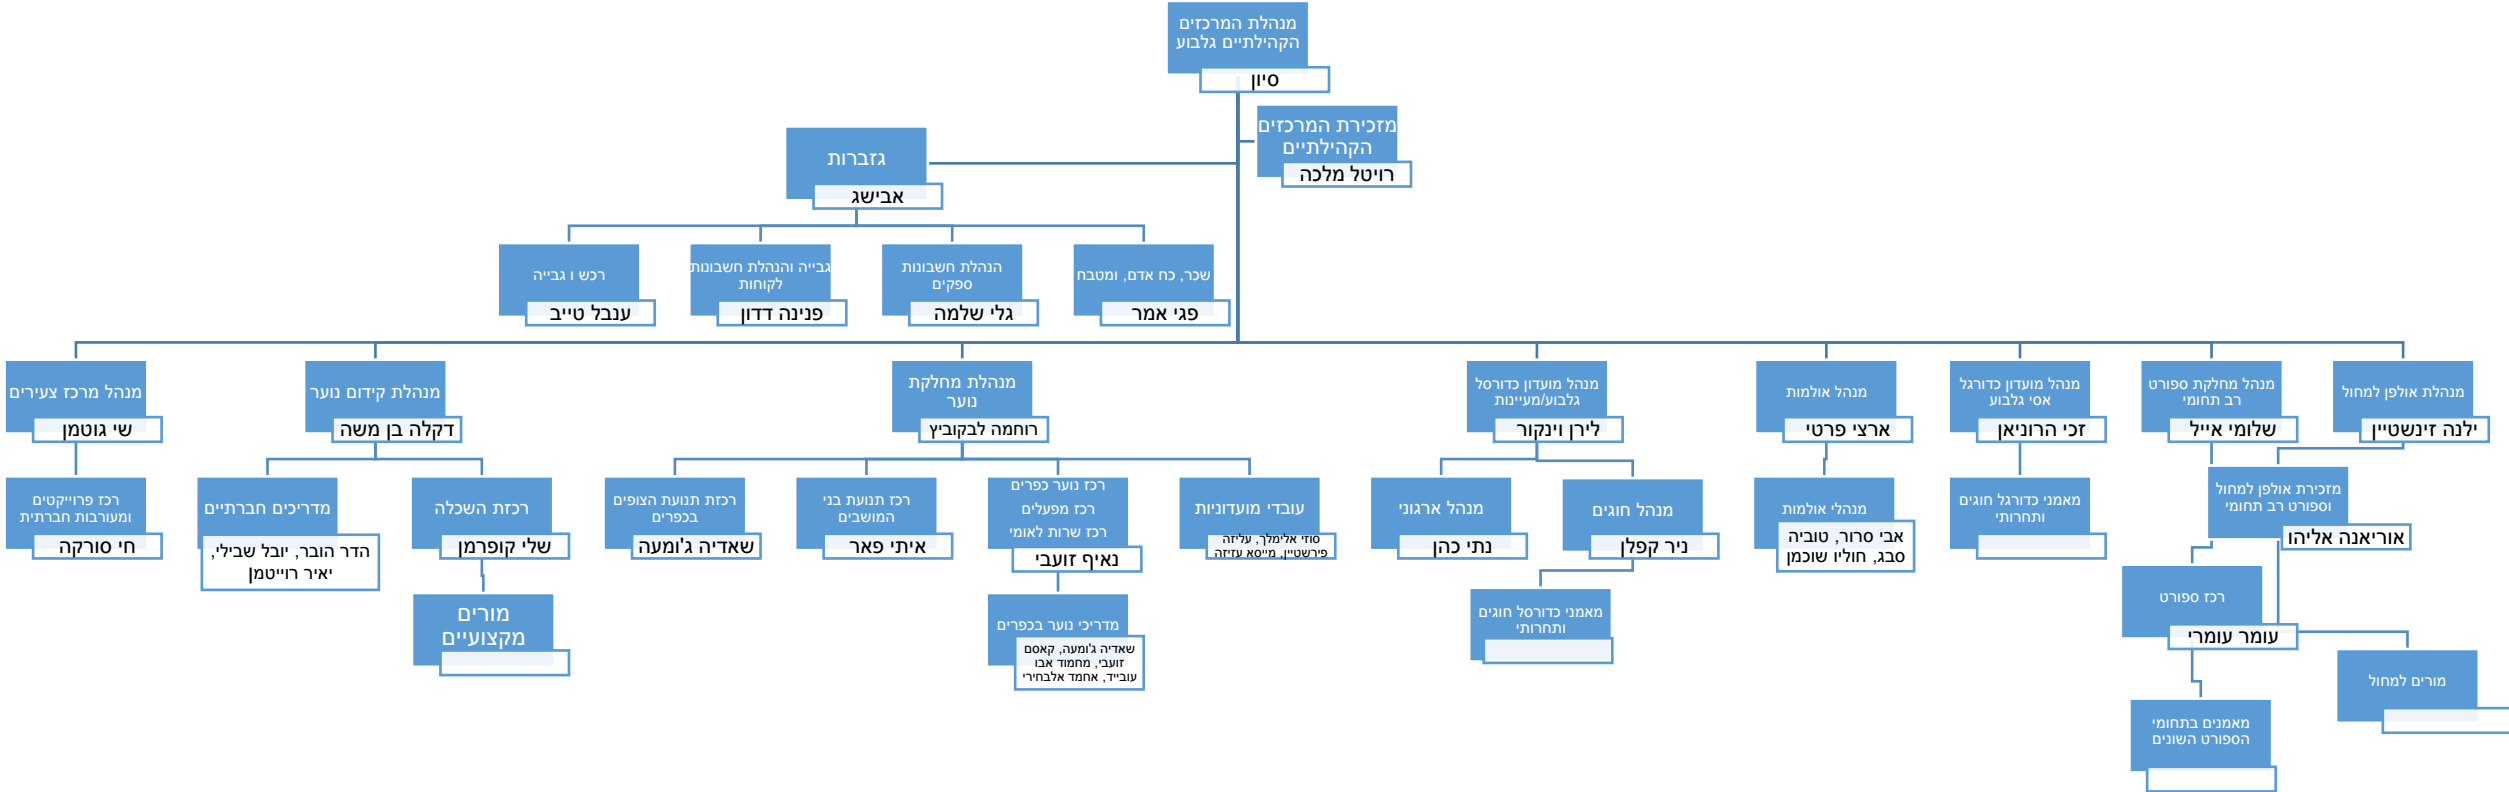 מנהלת המרכזים
הקהילתיים גלבוע
סיון
מזכירת המרכזים
הקהילתיים
רויטל מלכה
גזברות
אבישג
שכר, כח אדם, ומטבח
פגי אמר
הנהלת חשבונות
ספקים
גלי שלמה
גבייה והנהלת חשבונות
לקוחות
פנינה דדון
רכש ו גבייה
ענבל טייב
מנהלת אולפן למחול
ילנה זינשטיין
מנהל מחלקת ספורט
רב תחומי
שלומי אייל
מנהל מועדון כדורגל
אסי גלבוע
זכי הרוניאן
מנהל אולמות
ארצי פרטי
מנהל מועדון כדורסל
גלבוע/מעיינות
לירן וינקור
מנהלת מחלקת
נוער
רוחמה לבקוביץ
מנהלת קידום נוער
דקלה בן משה
מנהל מרכז צעירים
שי גוטמן
מזכירת אולפן למחול
וספורט רב תחומי
אוריאנה אליהו
מאמני כדורגל חוגים
ותחרותי
מנהלי אולמות
אבי סרור, טוביה
סבג, חוליו שוכמן
מנהל חוגים
ניר קפלן
מנהל ארגוני
נתי כהן
עובדי מועדוניות
סוזי אלימלך, עליזה
פירשטיין, מייסא עזיזה
רכז נוער כפרים
רכז מפעלים
רכז שרות לאומי
נאיף זועבי
רכז תנועת בני
המושבים
איתי פאר
רכזת תנועת הצופים
בכפרים
שאדיה ג'ומעה
רכזת השכלה
שלי קופרמן
מדריכים חברתיים
הדר הובר, יובל שבילי,
יאיר רוייטמן
רכז פרוייקטים
ומעורבות חברתית
חי סורקה
רכז ספורט
עומר עומרי
מאמני כדורסל חוגים
ותחרותי
מדריכי נוער בכפרים
שאדיה ג'ומעה, קאסם
זועבי, מחמוד אבו
עובייד, אחמד אלבחירי
מורים
מקצועיים
מורים למחול
מאמנים בתחומי
הספורט השונים